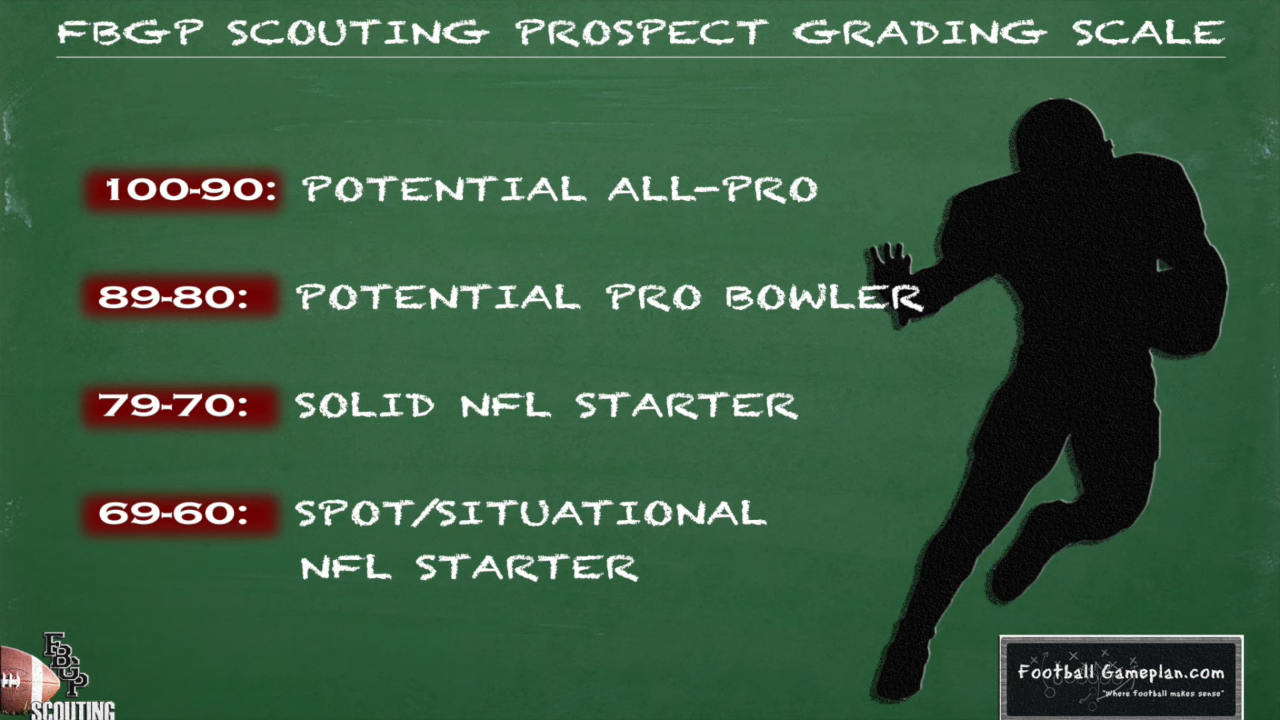 FBGP SCOUTING PROSPECT GRADING SCALE
100-90: POTENTIAL ALL-PRO
89-80: POTENTIAL PRO BOWLER
79-70: SOLID NFL STARTER
69-60: SPOT/SITUATIONAL
NFL STARTER
FBGP
SCOUTING
Football Gameplan.com
"Where football makes sense"